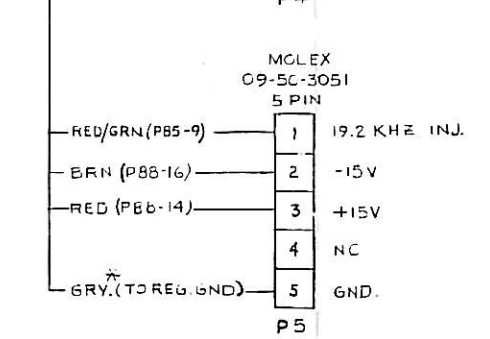 P4
MOLEX
09-50-3051
5 PIN
RED/GRN (P85-9) 1 19.2 KHZ INJ.
BRN (P88-16) 2 -15V
RED (P88-14) 3 +15V
4 NC
GRY.* (TO REG. GND) 5 GND.
P5